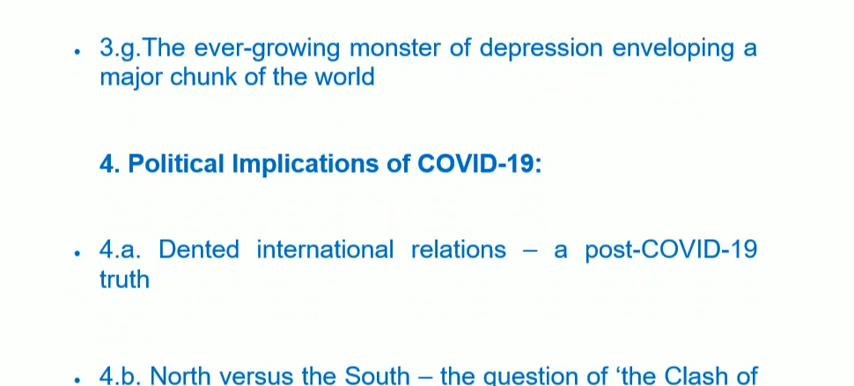 • 3.g.The ever-growing monster of depression enveloping a
major chunk of the world
4. Political Implications of COVID-19:
• 4.a. Dented international relations – a post-COVID-19
truth
• 4.b. North versus the South – the question of ‘the Clash of